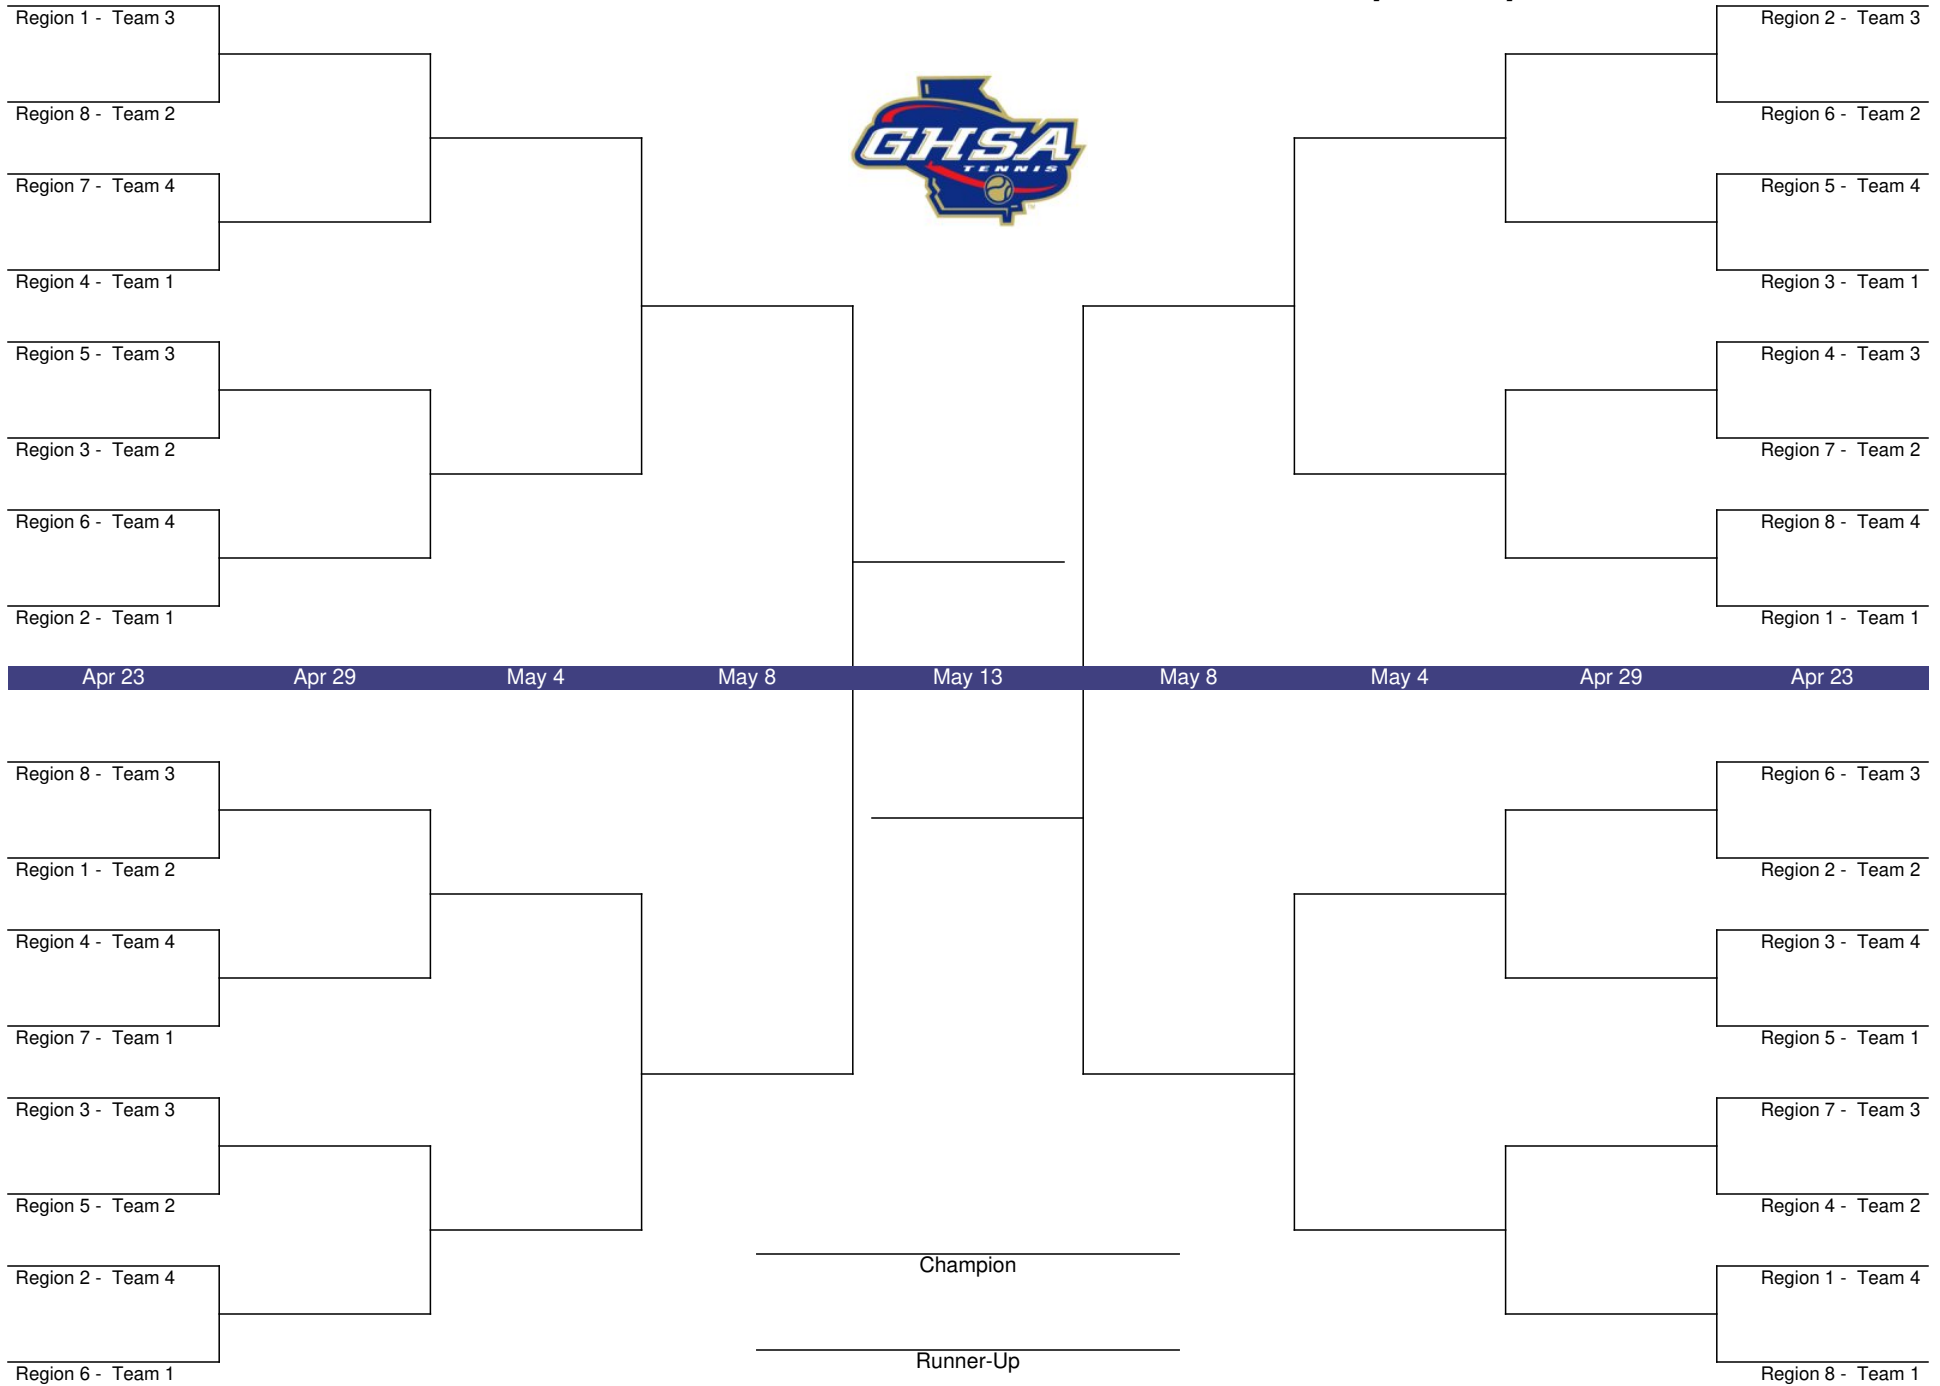 Region 1 - Team 3
Region 8 - Team 2
Region 7 - Team 4
Region 4 - Team 1
Region 5 - Team 3
Region 3 - Team 2
Region 6 - Team 4
Region 2 - Team 1
GHSA
TENNIS
Region 2 - Team 3
Region 6 - Team 2
Region 5 - Team 4
Region 3 - Team 1
Region 4 - Team 3
Region 7 - Team 2
Region 8 - Team 4
Region 1 - Team 1
Apr 23 Apr 29 May 4 May 8 May 13 May 8 May 4 Apr 29 Apr 23
Region 8 - Team 3
Region 1 - Team 2
Region 4 - Team 4
Region 7 - Team 1
Region 3 - Team 3
Region 5 - Team 2
Region 2 - Team 4
Region 6 - Team 1
Champion
Runner-Up
Region 6 - Team 3
Region 2 - Team 2
Region 3 - Team 4
Region 5 - Team 1
Region 7 - Team 3
Region 4 - Team 2
Region 1 - Team 4
Region 8 - Team 1